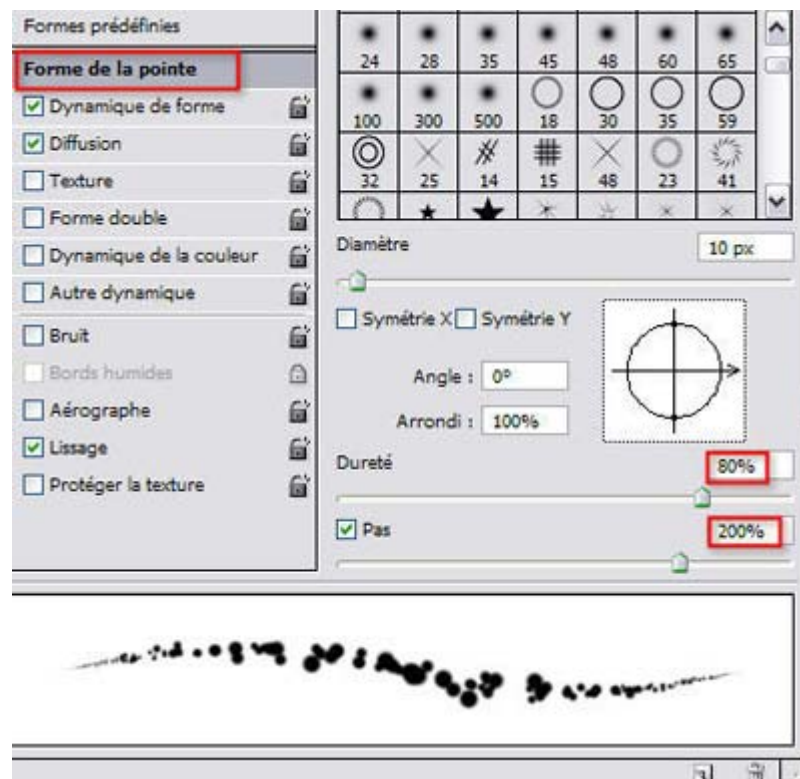 Formes prédéfinies
Forme de la pointe
Dynamique de forme
Diffusion
Texture
Forme double
Dynamique de la couleur
Autre dynamique
Bruit
Bords humides
Aérographe
Lissage
Protéger la texture
24 28 35 45 48 60 65
100 300 500 18 30 35 59
32 25 14 15 48 23 41
Diamètre 10 px
Symétrie X Symétrie Y
Angle : 0°
Arrondi : 100%
Dureté 80%
Pas 200%